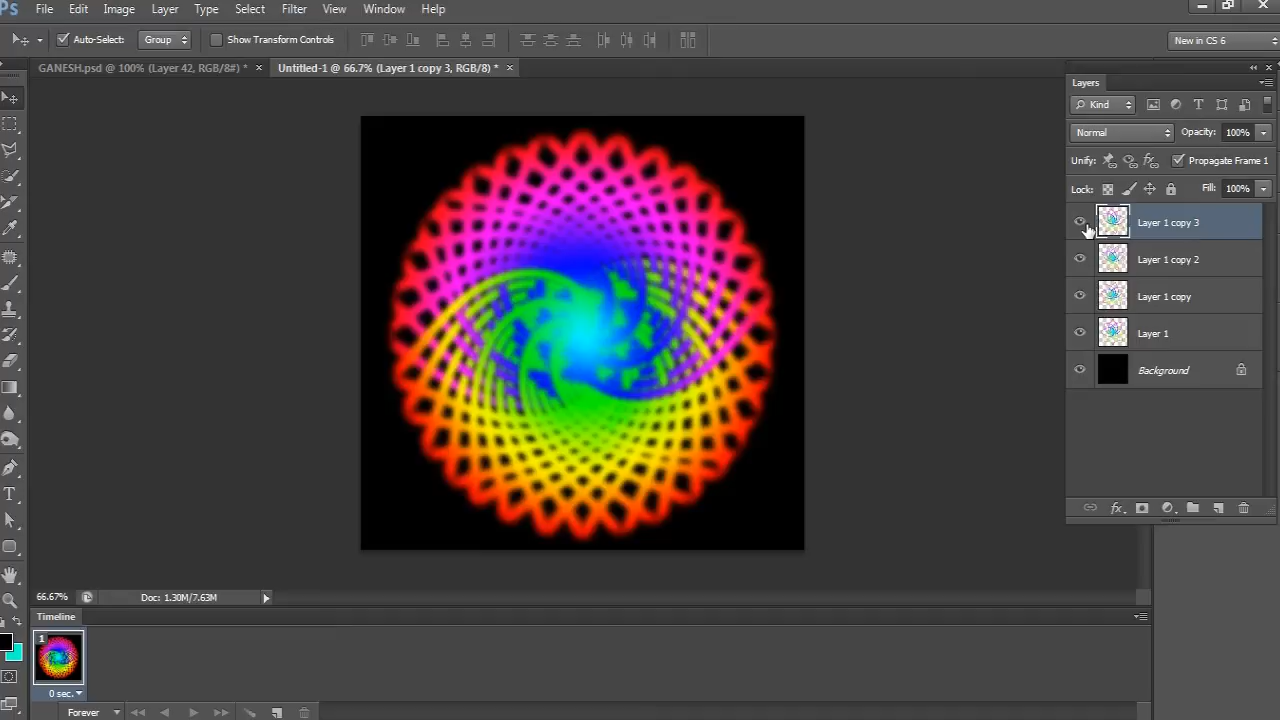 Ps File Edit Image Layer Type Select Filter View Window Help
Auto-Select: Group Show Transform Controls New in CS 6
GANESH.psd @ 100% (Layer 42, RGB/8#) * × Untitled-1 @ 66.7% (Layer 1 copy 3, RGB/8) * ×
Layers
Kind
Normal Opacity: 100%
Unify: Propagate Frame 1
Lock: Fill: 100%
Layer 1 copy 3
Layer 1 copy 2
Layer 1 copy
Layer 1
Background
66.67% Doc: 1.30M/7.63M
Timeline
1
0 sec.
Forever